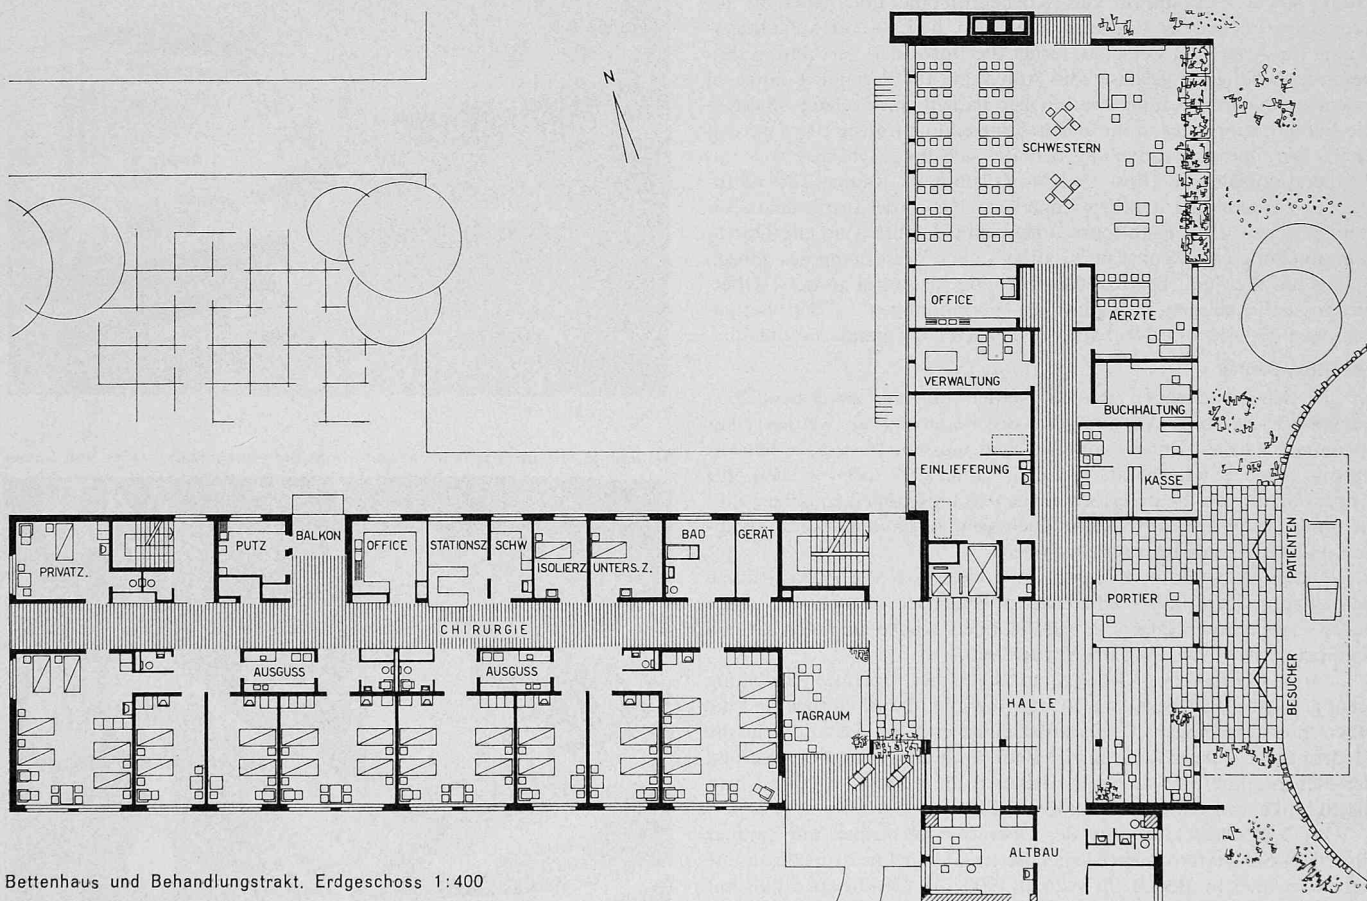 N
SCHWESTERN
OFFICE
AERZTE
VERWALTUNG
BUCHHALTUNG
EINLIEFERUNG
KASSE
PRIVATZ.
PUTZ
BALKON
OFFICE
STATIONSZ.
SCHW.
ISOLIERZ.
UNTERS.Z.
BAD
GERÄT
PATIENTEN
PORTIER
CHIRURGIE
AUSGUSS
AUSGUSS
BESUCHER
HALLE
TAGRAUM
ALTBAU
Bettenhaus und Behandlungstrakt. Erdgeschoss 1:400